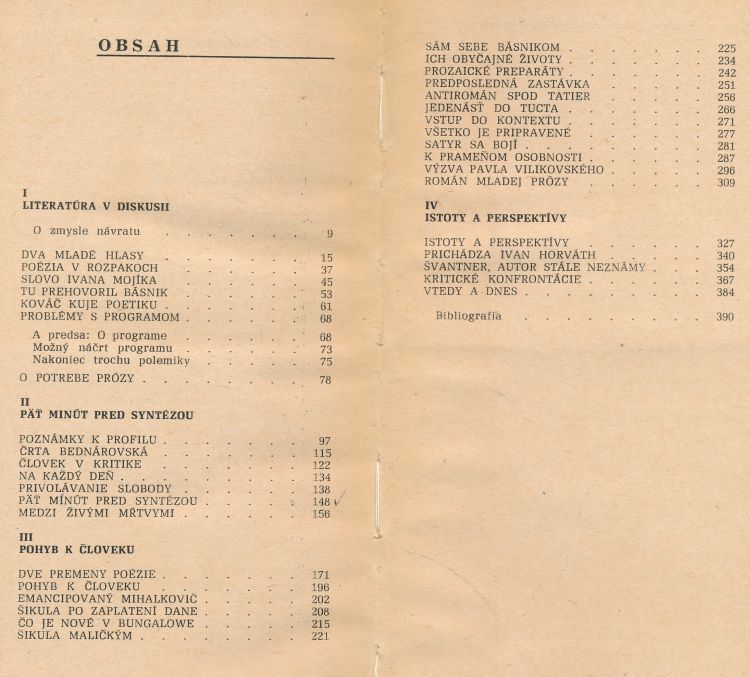 OBSAH
I
LITERATÚRA V DISKUSII
O zmysle návratu . . . . . . . 9
DVA MLADÉ HLASY . . . . . . . 15
POÉZIA V ROZPAKOCH . . . . . . 37
SLOVO IVANA MOJÍKA . . . . . . 45
TU PREHOVORIL BÁSNIK . . . . . 53
KOVÁČ KUJE POETIKU . . . . . . 61
PROBLÉMY S PROGRAMOM . . . . . 68
A predsa: O programe . . . . . 68
Možný náčrt programu . . . . . 73
Nakoniec trochu polemiky . . . . 75
O POTREBE PRÓZY . . . . . . . 78
II
PÄŤ MINÚT PRED SYNTÉZOU
POZNÁMKY K PROFILU . . . . . . 97
ČRTA BEDNÁROVSKÁ . . . . . . 115
ČLOVEK V KRITIKE . . . . . . . 122
NA KAŽDÝ DEŇ . . . . . . . . 134
PRIVOLÁVANIE SLOBODY . . . . . 138
PÄŤ MÍNÚT PRED SYNTÉZOU . . . . 148
MEDZI ŽIVÝMI MŔTVYMI . . . . . 156
III
POHYB K ČLOVEKU
DVE PREMENY POÉZIE . . . . . . 171
POHYB K ČLOVEKU . . . . . . . 196
EMANCIPOVANÝ MIHALKOVIČ . . . . 202
ŠIKULA PO ZAPLATENÍ DANE . . . . 208
ČO JE NOVÉ V BUNGALOWE . . . . 215
ŠIKULA MALIČKÝM . . . . . . . 221
SÁM SEBE BÁSNIKOM . . . . . . 225
ICH OBYČAJNÉ ŽIVOTY . . . . . . 234
PROZAICKÉ PREPARÁTY . . . . . . 242
PREDPOSLEDNÁ ZASTÁVKA . . . . . 251
ANTIROMÁN SPOD TATIER . . . . . 256
JEDENÁSŤ DO TUCTA . . . . . . 266
VSTUP DO KONTEXTU . . . . . . 271
VŠETKO JE PRIPRAVENÉ . . . . . 277
SATYR SA BOJÍ . . . . . . . . 281
K PRAMEŇOM OSOBNOSTI . . . . . 287
VÝZVA PAVLA VILIKOVSKÉHO . . . . 296
ROMÁN MLADEJ PRÓZY . . . . . . 309
IV
ISTOTY A PERSPEKTÍVY
ISTOTY A PERSPEKTÍVY . . . . . 327
PRICHÁDZA IVAN HORVÁTH . . . . . 340
ŠVANTNER, AUTOR STÁLE NEZNÁMY . . . 354
KRITICKÉ KONFRONTÁCIE . . . . . 367
VTEDY A DNES . . . . . . . . 384
Bibliografia . . . . . . . . 390